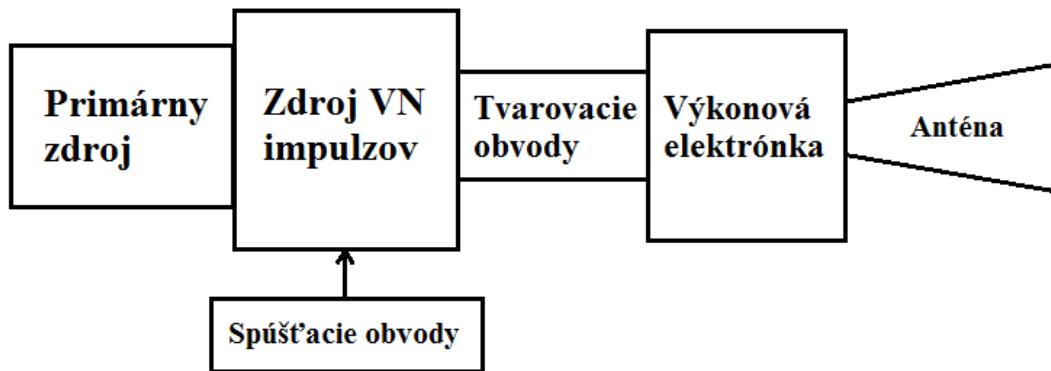 Primárny
zdroj
Zdroj VN
impulzov
Tvarovacie
obvody
Výkonová
elektrónka
Anténa
Spúšťacie obvody